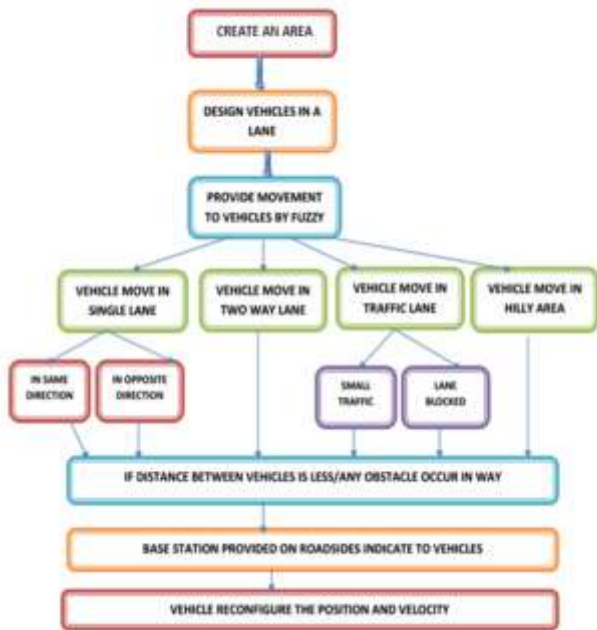 CREATE AN AREA
DESIGN VEHICLES IN A
LANE
PROVIDE MOVEMENT
TO VEHICLES BY FUZZY
VEHICLE MOVE IN
SINGLE LANE
VEHICLE MOVE IN
TWO WAY LANE
VEHICLE MOVE IN
TRAFFIC LANE
VEHICLE MOVE IN
HILLY AREA
IN SAME
DIRECTION
IN OPPOSITE
DIRECTION
SMALL
TRAFFIC
LANE
BLOCKED
IF DISTANCE BETWEEN VEHICLES IS LESS/ANY OBSTACLE OCCUR IN WAY
BASE STATION PROVIDED ON ROADSIDES INDICATE TO VEHICLES
VEHICLE RECONFIGURE THE POSITION AND VELOCITY